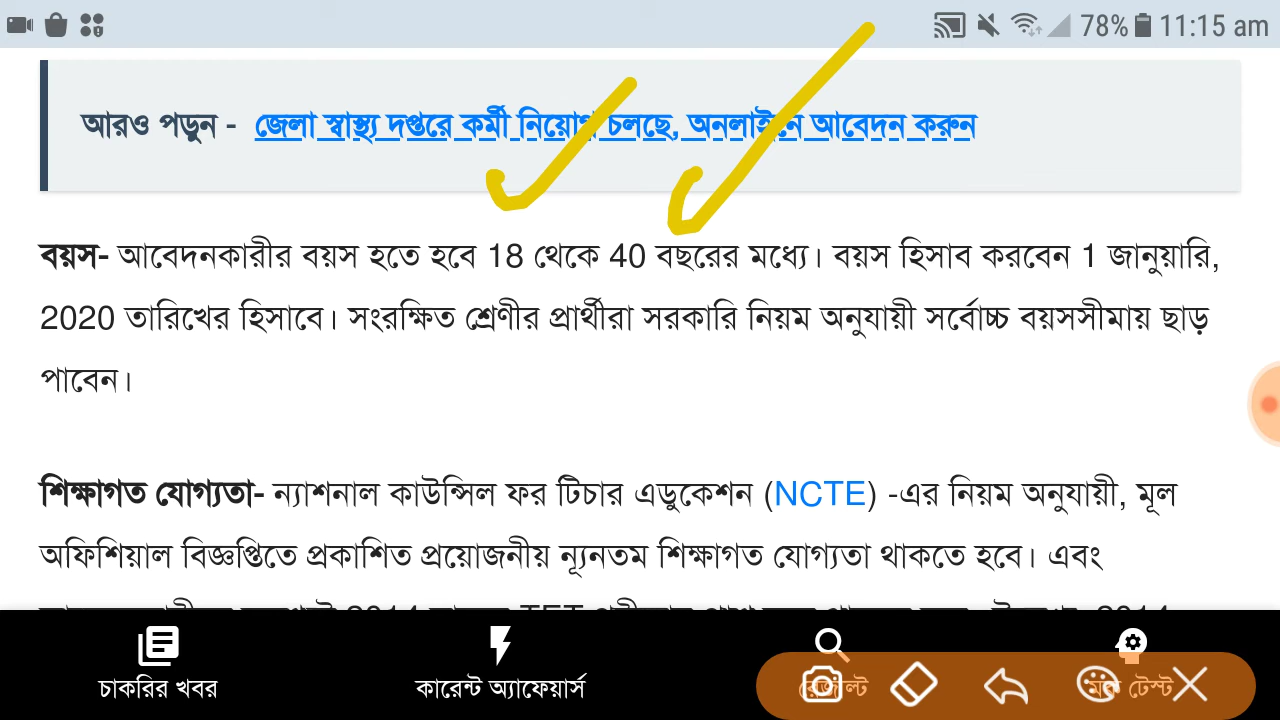 78% 11:15 am
আরও পড়ুন - জেলা স্বাস্থ্য দপ্তরে কর্মী নিয়োগ চলছে, অনলাইনে আবেদন করুন
বয়স- আবেদনকারীর বয়স হতে হবে 18 থেকে 40 বছরের মধ্যে। বয়স হিসাব করবেন 1 জানুয়ারি,
2020 তারিখের হিসাবে। সংরক্ষিত শ্রেণীর প্রার্থীরা সরকারি নিয়ম অনুযায়ী সর্বোচ্চ বয়সসীমায় ছাড়
পাবেন।
শিক্ষাগত যোগ্যতা- ন্যাশনাল কাউন্সিল ফর টিচার এডুকেশন (NCTE) -এর নিয়ম অনুযায়ী, মূল
অফিশিয়াল বিজ্ঞপ্তিতে প্রকাশিত প্রয়োজনীয় ন্যূনতম শিক্ষাগত যোগ্যতা থাকতে হবে। এবং
চাকরির খবর কারেন্ট অ্যাফেয়ার্স রেজাল্ট মক টেস্ট